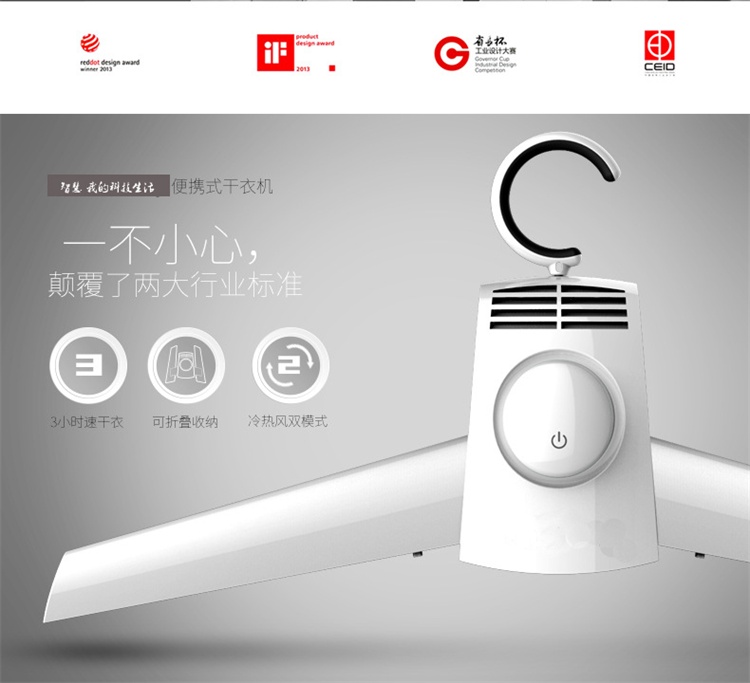 reddot design award
winner 2013
iF
product
design award
2013
G
省长杯
工业设计大赛
Governor Cup
Industrial Design
Competition
CEID
智慧 我的科技生活
便携式干衣机
一不小心,
颠覆了两大行业标准
3
2
3小时速干衣
可折叠收纳
冷热风双模式